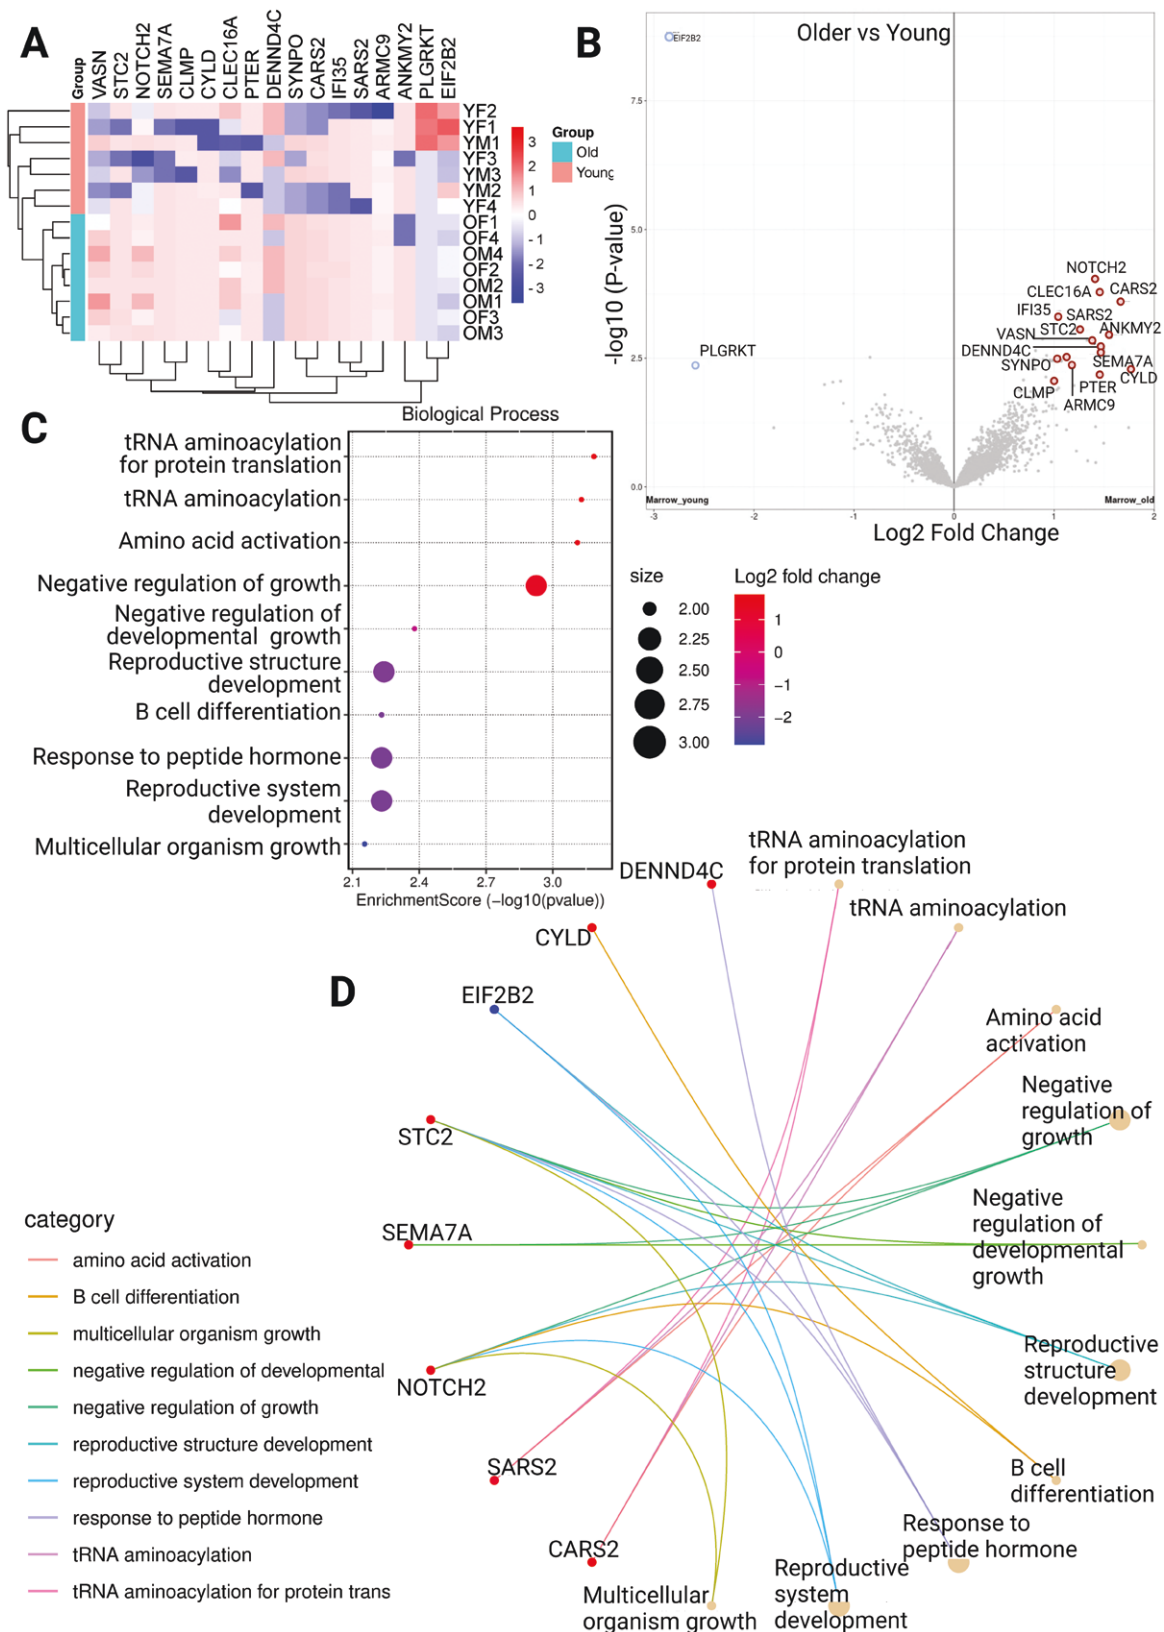 A
Group
VASN
STC2
NOTCH2
SEMA7A
CLMP
CYLD
CLEC16A
PTER
DENND4C
SYNPO
CARS2
IFI35
SARS2
ARMC9
ANKMY2
PLGRKT
EIF2B2
YF2
YF1
YM1
YF3
YM3
YM2
YF4
OF1
OF4
OM4
OF2
OM2
OM1
OF3
OM3
3
2
1
0
-1
-2
-3
Group
Old
Young
B
Older vs Young
EIF2B2
-log10 (P-value)
7.5
5.0
2.5
0.0
NOTCH2
CLEC16A
CARS2
IFI35
SARS2
VASN
STC2
ANKMY2
DENND4C
SYNPO
SEMA7A
CYLD
CLMP
PTER
ARMC9
PLGRKT
Marrow_young
Marrow_old
-3
-2
-1
0
1
2
Log2 Fold Change
C
Biological Process
tRNA aminoacylation
for protein translation
tRNA aminoacylation
Amino acid activation
Negative regulation of growth
Negative regulation of
developmental growth
Reproductive structure
development
B cell differentiation
Response to peptide hormone
Reproductive system
development
Multicellular organism growth
2.1
2.4
2.7
3.0
EnrichmentScore (−log10(pvalue))
size
2.00
2.25
2.50
2.75
3.00
Log2 fold change
1
0
−1
−2
D
DENND4C
tRNA aminoacylation
for protein translation
CYLD
tRNA aminoacylation
EIF2B2
Amino acid
activation
STC2
Negative
regulation of
growth
SEMA7A
Negative
regulation of
developmental
growth
NOTCH2
Reproductive
structure
development
SARS2
B cell
differentiation
CARS2
Response to
peptide hormone
Multicellular
organism growth
Reproductive
system
development
category
amino acid activation
B cell differentiation
multicellular organism growth
negative regulation of developmental
negative regulation of growth
reproductive structure development
reproductive system development
response to peptide hormone
tRNA aminoacylation
tRNA aminoacylation for protein trans